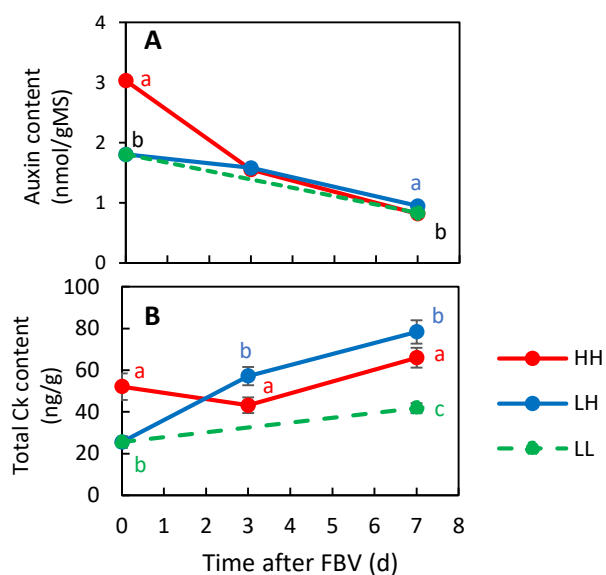 4
3
2
1
0
Auxin content
(nmol/gMS)
A
a
b
a
b
100
80
60
40
20
0
Total Ck content
(ng/g)
B
a
b
b
a
a
b
c
0 1 2 3 4 5 6 7 8
Time after FBV (d)
HH
LH
LL